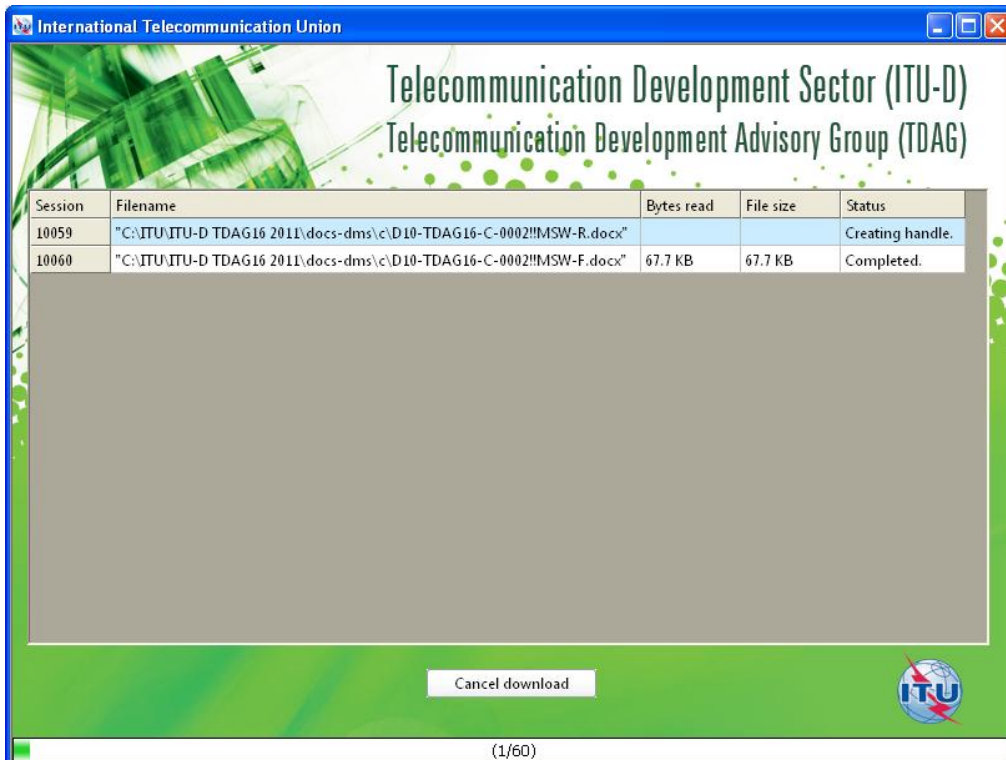 International Telecommunication Union
Telecommunication Development Sector (ITU-D)
Telecommunication Development Advisory Group (TDAG)
Session Filename Bytes read File size Status
10059 "C:\ITU\ITU-D TDAG16 2011\docs-dms\c\D10-TDAG16-C-0002!!MSW-R.docx" Creating handle.
10060 "C:\ITU\ITU-D TDAG16 2011\docs-dms\c\D10-TDAG16-C-0002!!MSW-F.docx" 67.7 KB 67.7 KB Completed.
Cancel download
ITU
(1/60)